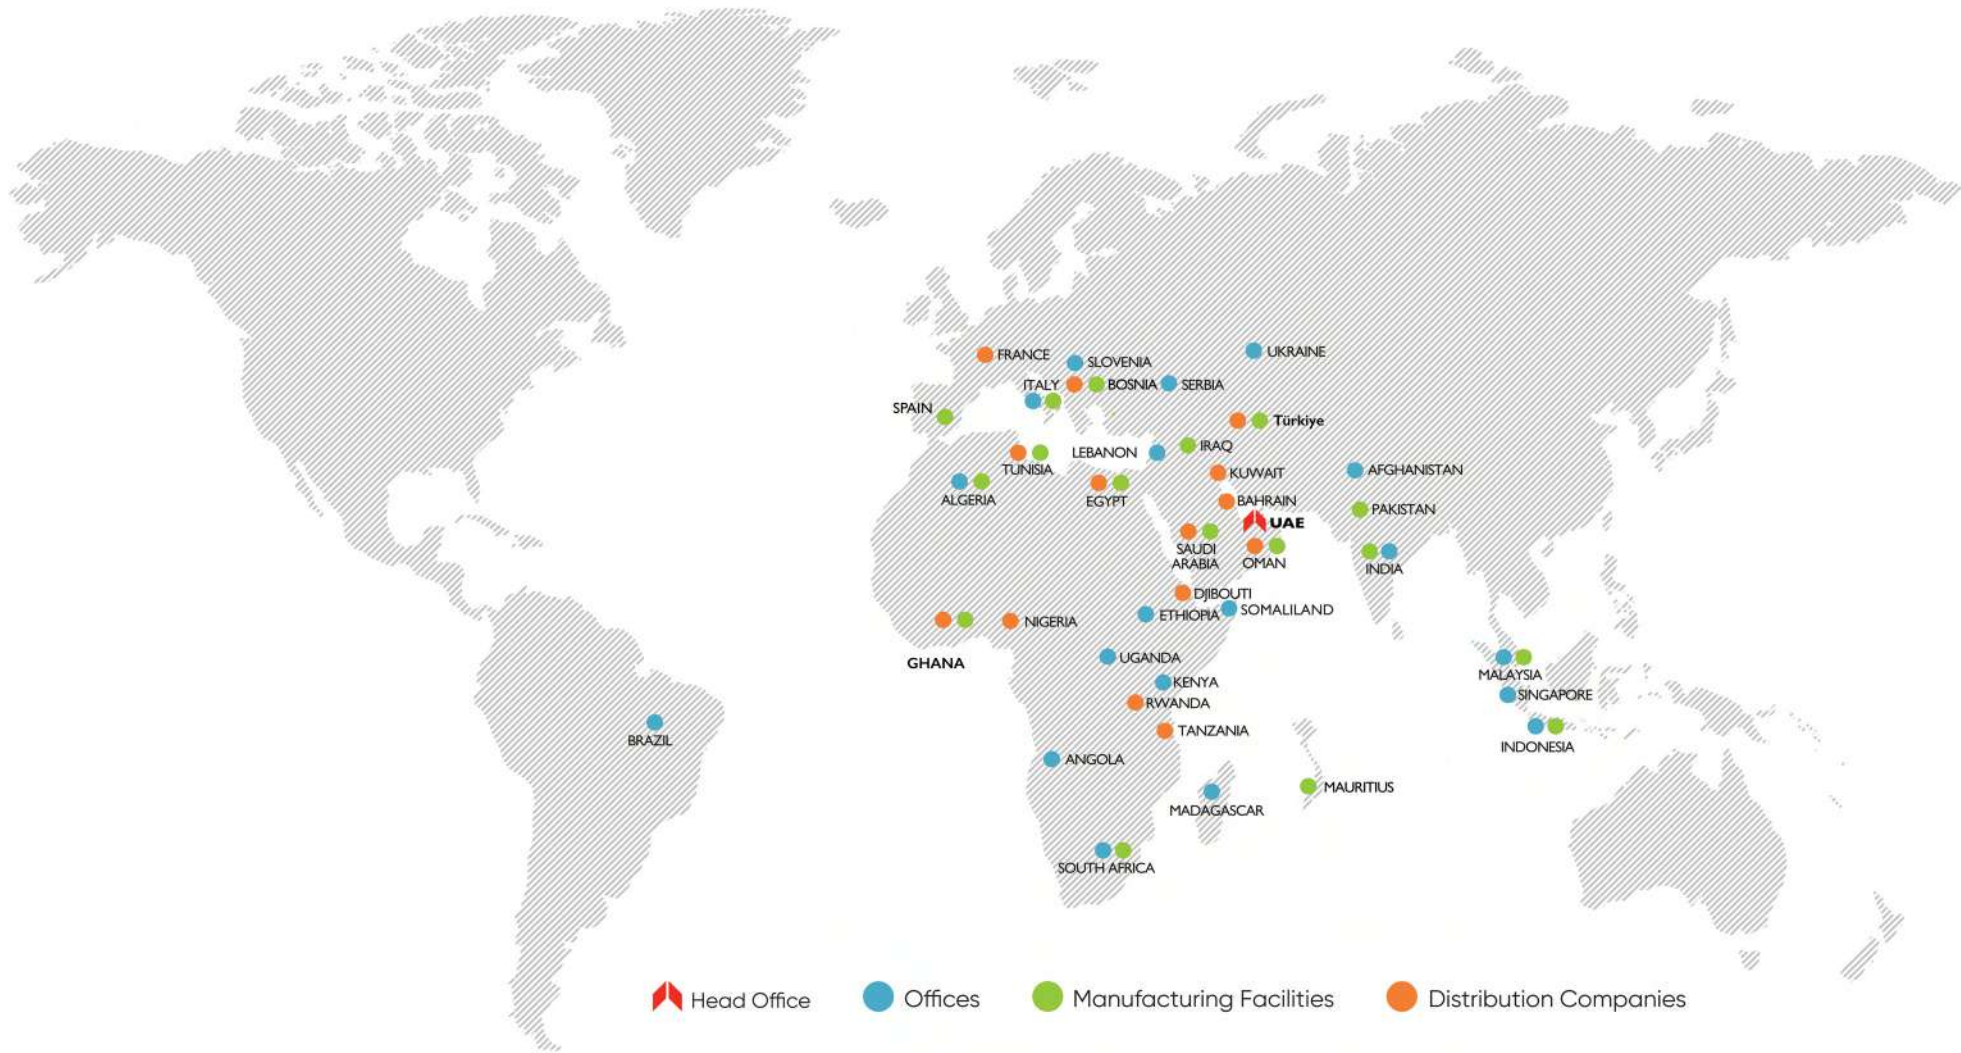 FRANCE
SLOVENIA
UKRAINE
ITALY
BOSNIA
SERBIA
SPAIN
Türkiye
LEBANON
IRAQ
TUNISIA
KUWAIT
AFGHANISTAN
ALGERIA
EGYPT
BAHRAIN
PAKISTAN
UAE
SAUDI
ARABIA
OMAN
INDIA
DJIBOUTI
ETHIOPIA
SOMALILAND
NIGERIA
GHANA
UGANDA
MALAYSIA
KENYA
SINGAPORE
RWANDA
TANZANIA
BRAZIL
INDONESIA
ANGOLA
MAURITIUS
MADAGASCAR
SOUTH AFRICA
Head Office
Offices
Manufacturing Facilities
Distribution Companies